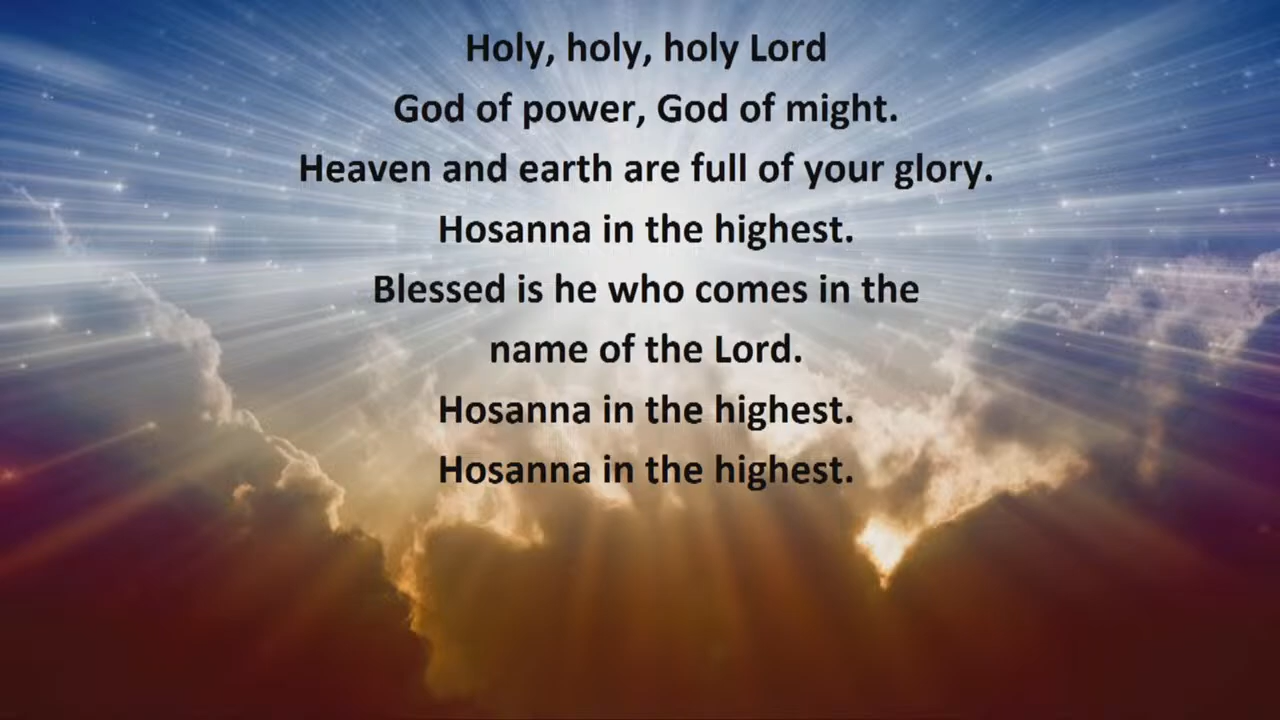 Holy, holy, holy Lord
God of power, God of might.
Heaven and earth are full of your glory.
Hosanna in the highest.
Blessed is he who comes in the
name of the Lord.
Hosanna in the highest.
Hosanna in the highest.